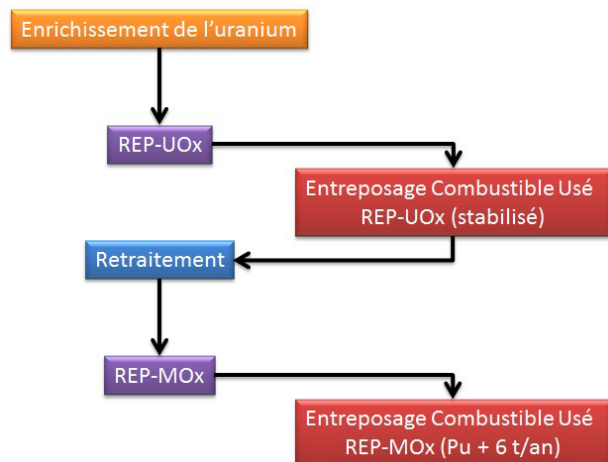 Enrichissement de l'uranium
REP-UOx
Entreposage Combustible Usé
REP-UOx (stabilisé)
Retraitement
REP-MOx
Entreposage Combustible Usé
REP-MOx (Pu + 6 t/an)